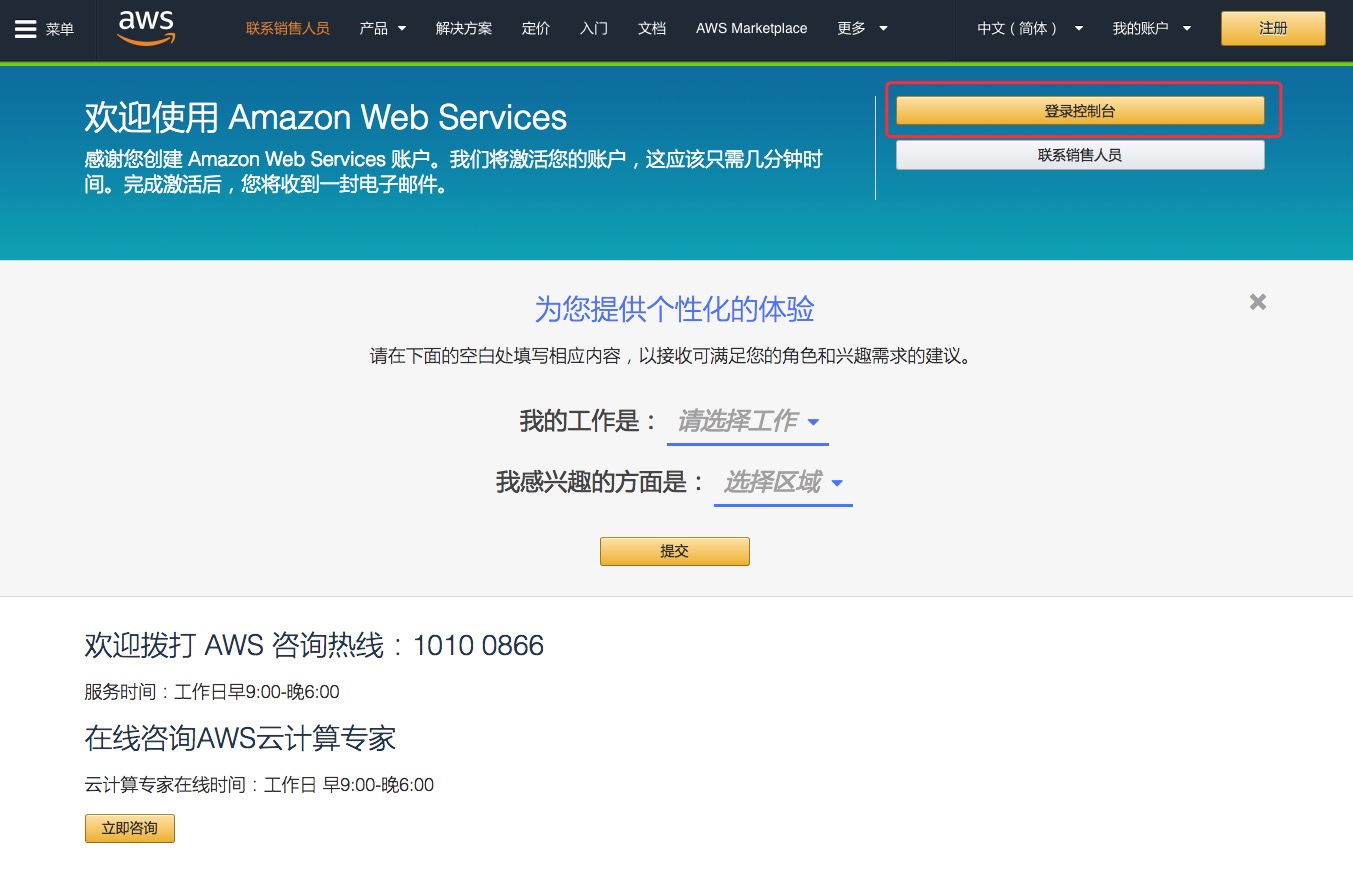 菜单
aws
联系销售人员
产品
解决方案
定价
入门
文档
AWS Marketplace
更多
中文（简体）
我的账户
注册
欢迎使用 Amazon Web Services
感谢您创建 Amazon Web Services 账户。我们将激活您的账户，这应该只需几分钟时
间。完成激活后，您将收到一封电子邮件。
登录控制台
联系销售人员
为您提供个性化的体验
请在下面的空白处填写相应内容，以接收可满足您的角色和兴趣需求的建议。
我的工作是： 请选择工作
我感兴趣的方面是： 选择区域
提交
欢迎拨打 AWS 咨询热线：1010 0866
服务时间：工作日早9:00-晚6:00
在线咨询AWS云计算专家
云计算专家在线时间：工作日 早9:00-晚6:00
立即咨询